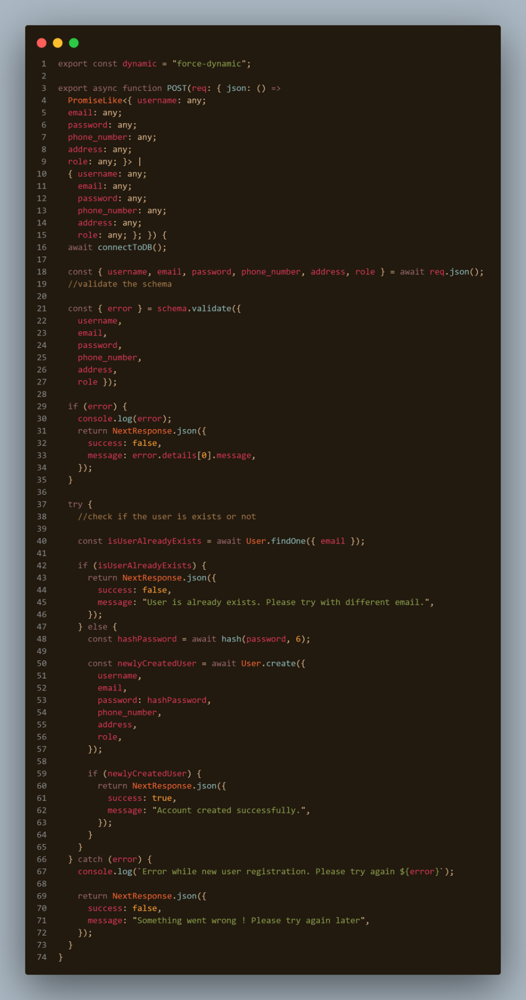 1 export const dynamic = "force-dynamic";
2
3 export async function POST(req: { json: () =>
4   PromiseLike<{ username: any;
5   email: any;
6   password: any;
7   phone_number: any;
8   address: any;
9   role: any; }> |
10   { username: any;
11     email: any;
12     password: any;
13     phone_number: any;
14     address: any;
15     role: any; }; }) {
16   await connectToDB();
17
18   const { username, email, password, phone_number, address, role } = await req.json();
19   //validate the schema
20
21   const { error } = schema.validate({
22     username,
23     email,
24     password,
25     phone_number,
26     address,
27     role });
28
29   if (error) {
30     console.log(error);
31     return NextResponse.json({
32       success: false,
33       message: error.details[0].message,
34     });
35   }
36
37   try {
38     //check if the user is exists or not
39
40     const isUserAlreadyExists = await User.findOne({ email });
41
42     if (isUserAlreadyExists) {
43       return NextResponse.json({
44         success: false,
45         message: "User is already exists. Please try with different email.",
46       });
47     } else {
48       const hashPassword = await hash(password, 6);
49
50       const newlyCreatedUser = await User.create({
51         username,
52         email,
53         password: hashPassword,
54         phone_number,
55         address,
56         role,
57       });
58
59       if (newlyCreatedUser) {
60         return NextResponse.json({
61           success: true,
62           message: "Account created successfully.",
63         });
64       }
65     }
66   } catch (error) {
67     console.log(`Error while new user registration. Please try again ${error}`);
68
69     return NextResponse.json({
70       success: false,
71       message: "Something went wrong ! Please try again later",
72     });
73   }
74 }